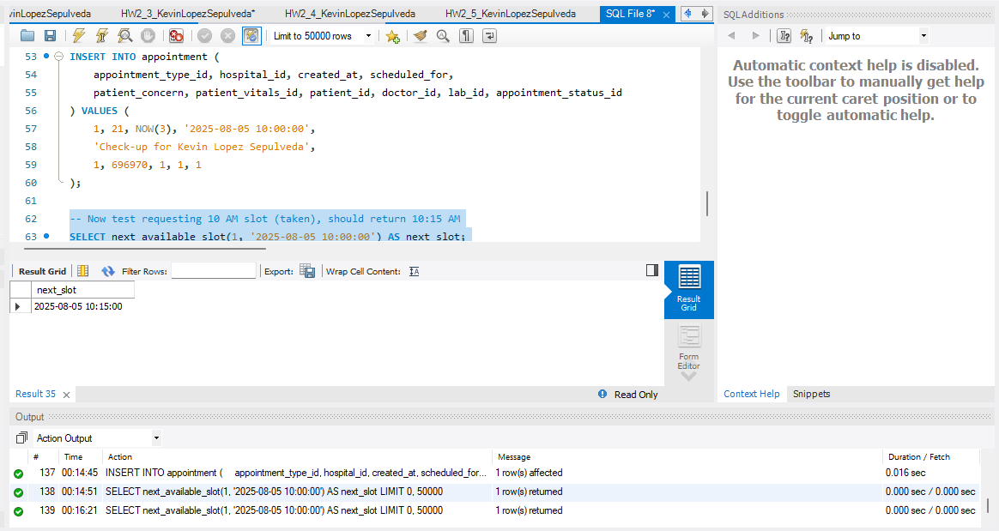 vinLopezSepulveda HW2_3_KevinLopezSepulveda* HW2_4_KevinLopezSepulveda HW2_5_KevinLopezSepulveda SQL File 8*
SQLAdditions
Limit to 50000 rows
Jump to
53 INSERT INTO appointment (
54 appointment_type_id, hospital_id, created_at, scheduled_for,
55 patient_concern, patient_vitals_id, patient_id, doctor_id, lab_id, appointment_status_id
56 ) VALUES (
57 1, 21, NOW(3), '2025-08-05 10:00:00',
58 'Check-up for Kevin Lopez Sepulveda',
59 1, 696970, 1, 1, 1
60 );
61
62 -- Now test requesting 10 AM slot (taken), should return 10:15 AM
63 SELECT next_available_slot(1, '2025-08-05 10:00:00') AS next_slot;
Automatic context help is disabled.
Use the toolbar to manually get help
for the current caret position or to
toggle automatic help.
Result Grid Filter Rows: Export: Wrap Cell Content:
next_slot
2025-08-05 10:15:00
Result
Grid
Form
Editor
Result 35
Read Only
Context Help Snippets
Output
Action Output
# Time Action Message Duration / Fetch
137 00:14:45 INSERT INTO appointment ( appointment_type_id, hospital_id, created_at, scheduled_for... 1 row(s) affected 0.016 sec
138 00:14:51 SELECT next_available_slot(1, '2025-08-05 10:00:00') AS next_slot LIMIT 0, 50000 1 row(s) returned 0.000 sec / 0.000 sec
139 00:16:21 SELECT next_available_slot(1, '2025-08-05 10:00:00') AS next_slot LIMIT 0, 50000 1 row(s) returned 0.000 sec / 0.000 sec